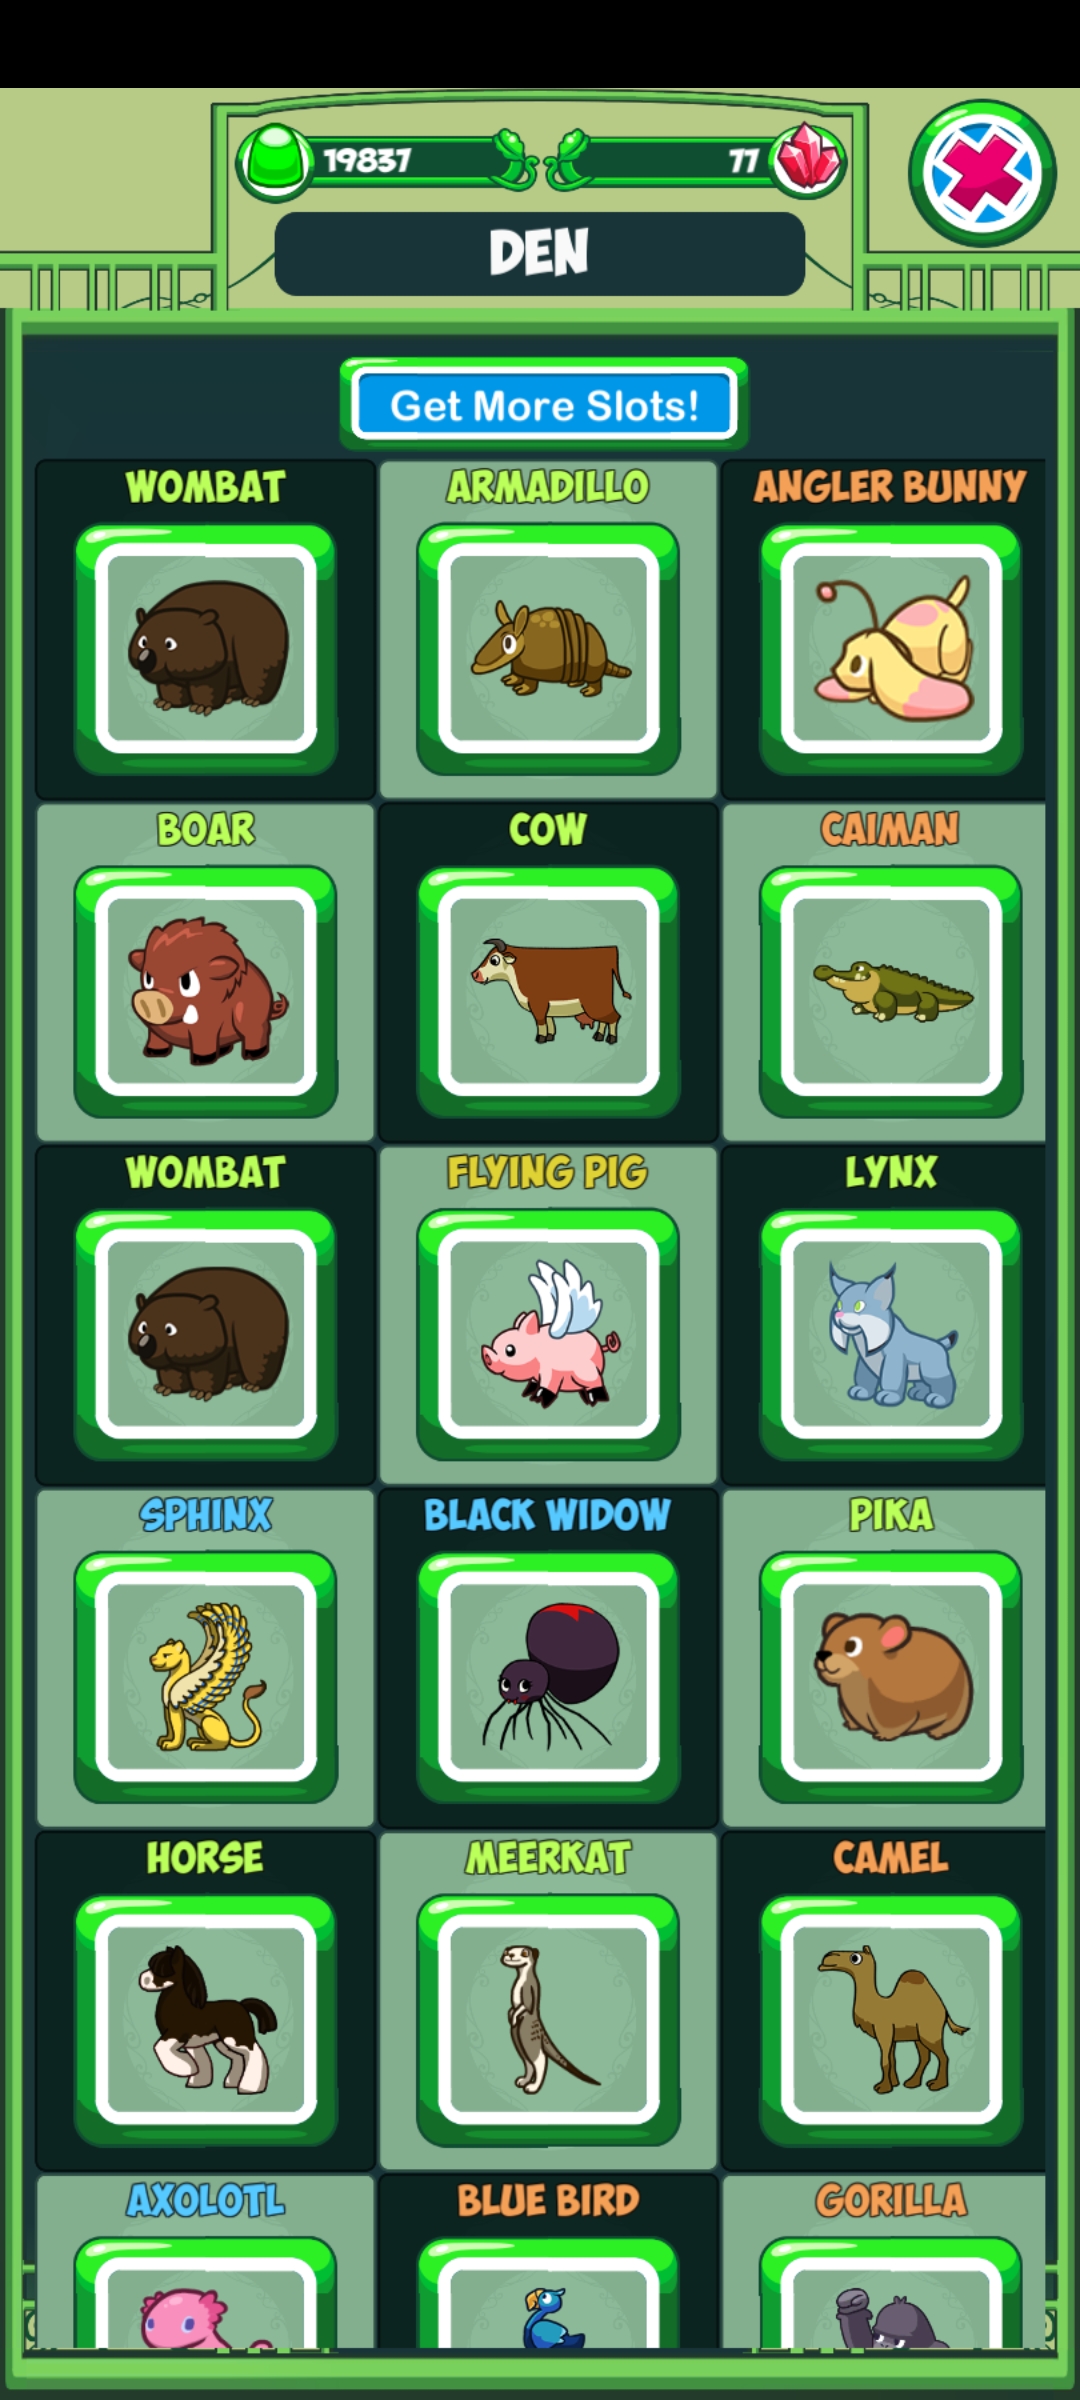 19837
77
DEN
Get More Slots!
WOMBAT
ARMADILLO
ANGLER BUNNY
BOAR
COW
CAIMAN
WOMBAT
FLYING PIG
LYNX
SPHINX
BLACK WIDOW
PIKA
HORSE
MEERKAT
CAMEL
AXOLOTL
BLUE BIRD
GORILLA